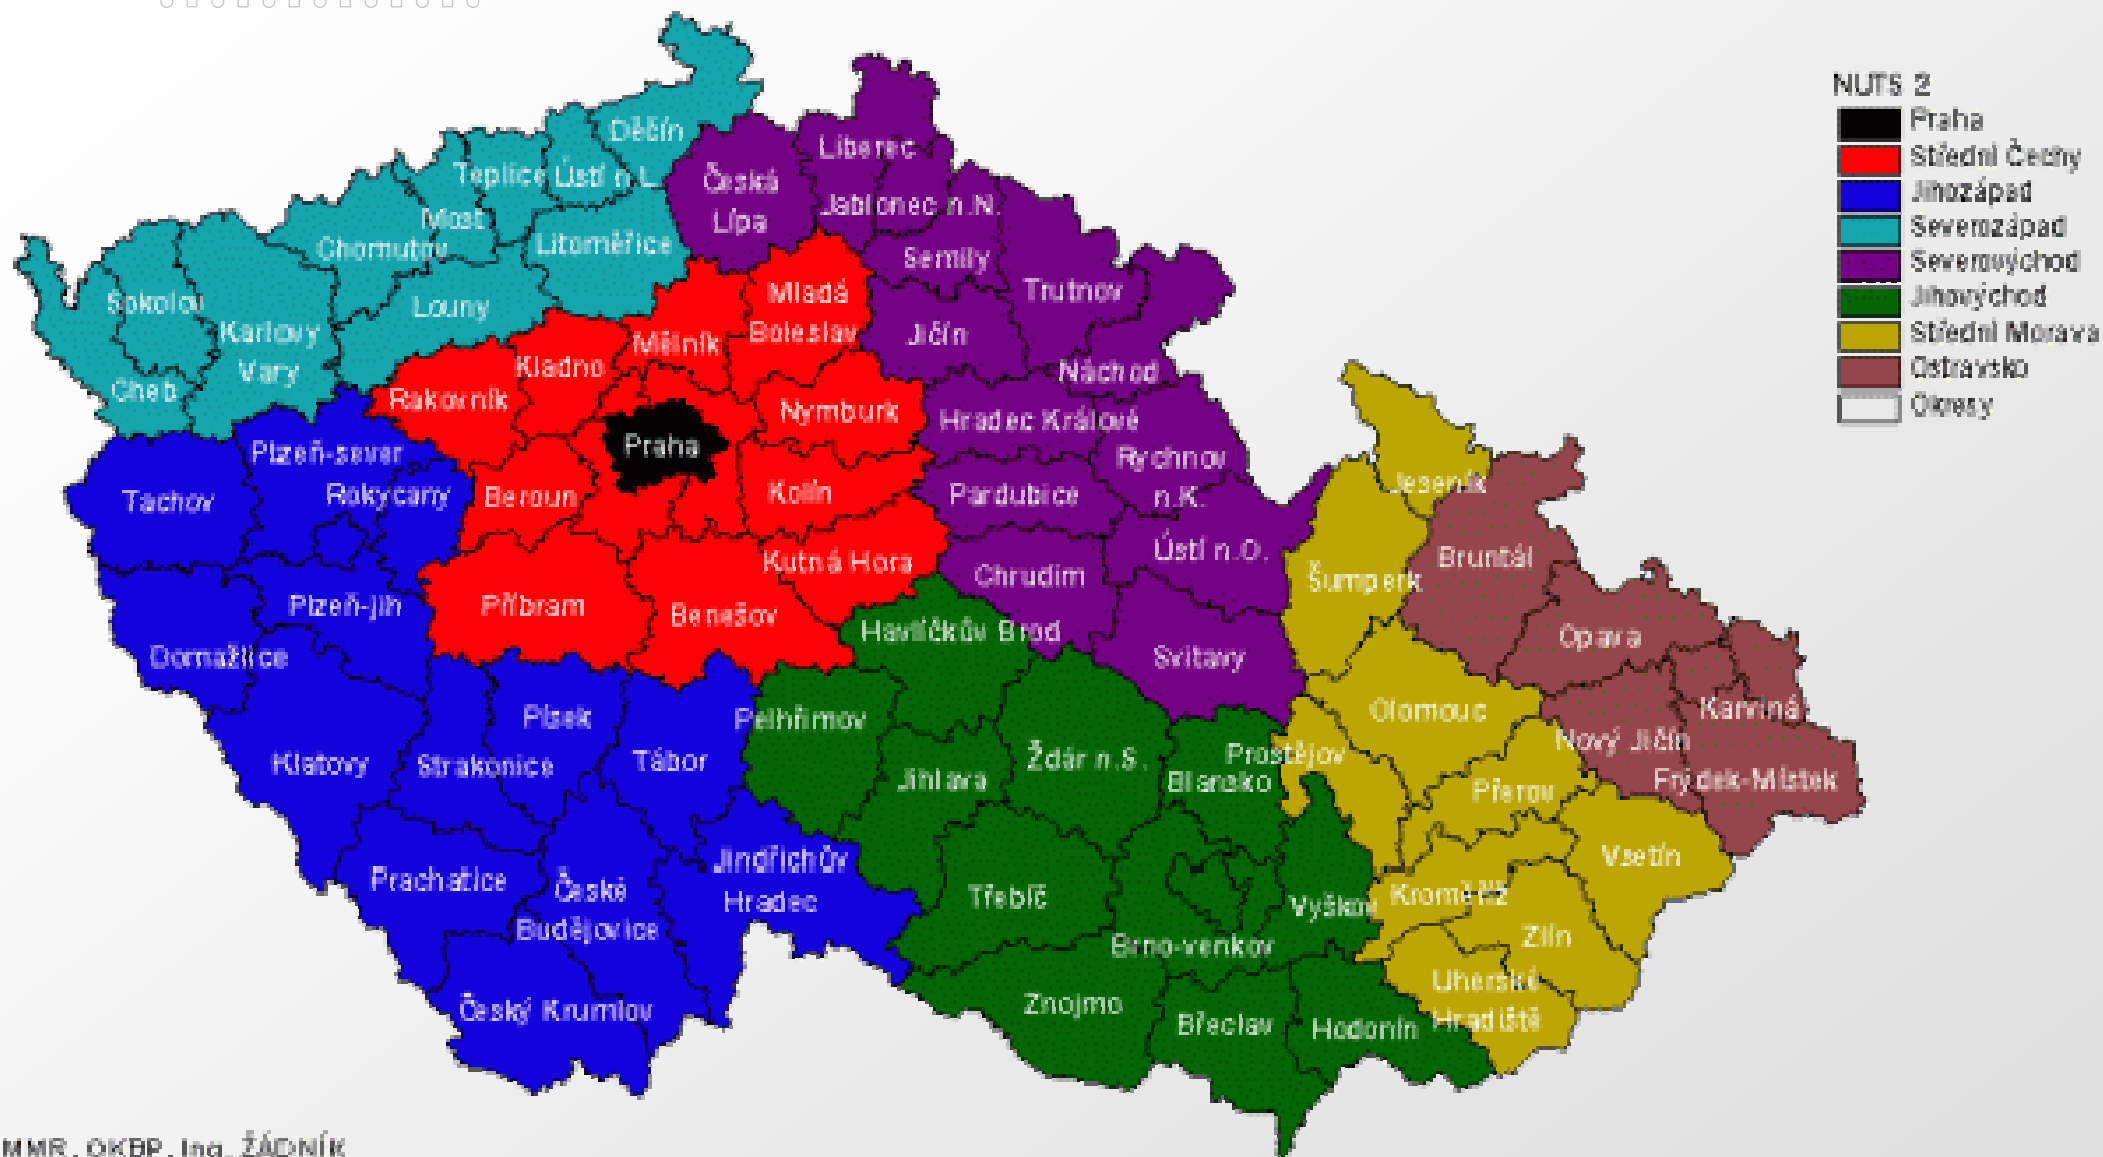 NUTS 2
Praha
Střední Čechy
Jihozápad
Severozápad
Severovýchod
Jihovýchod
Střední Morava
Ostravsko
Okresy
Děčín
Liberec
Teplice
Ústí n.L.
Česká
Lípa
Jablonec n.N.
Most
Chomutov
Litoměřice
Semily
Sokolov
Louny
Mladá
Boleslav
Trutnov
Karlovy
Vary
Mělník
Jičín
Kladno
Náchod
Cheb
Rakovník
Nymburk
Hradec Králové
Praha
Plzeň-sever
Rychnov
n.K.
Tachov
Rokycany
Beroun
Kolín
Pardubice
Jeseník
Kutná Hora
Ústí n.O.
Bruntál
Chrudim
Šumperk
Plzeň-jih
Příbram
Benešov
Havlíčkův Brod
Opava
Domažlice
Svitavy
Písek
Pelhřimov
Olomouc
Karviná
Klatovy
Strakonice
Tábor
Jihlava
Žďár n.S.
Prostějov
Blansko
Nový Jičín
Přerov
Frýdek-Místek
Prachatice
České
Budějovice
Jindřichův
Hradec
Třebíč
Vyškov
Kroměříž
Vsetín
Brno-venkov
Zlín
Český Krumlov
Znojmo
Břeclav
Hodonín
Uherské
Hradiště
MMR, OKBP, Ing. ŽÁDNÍK